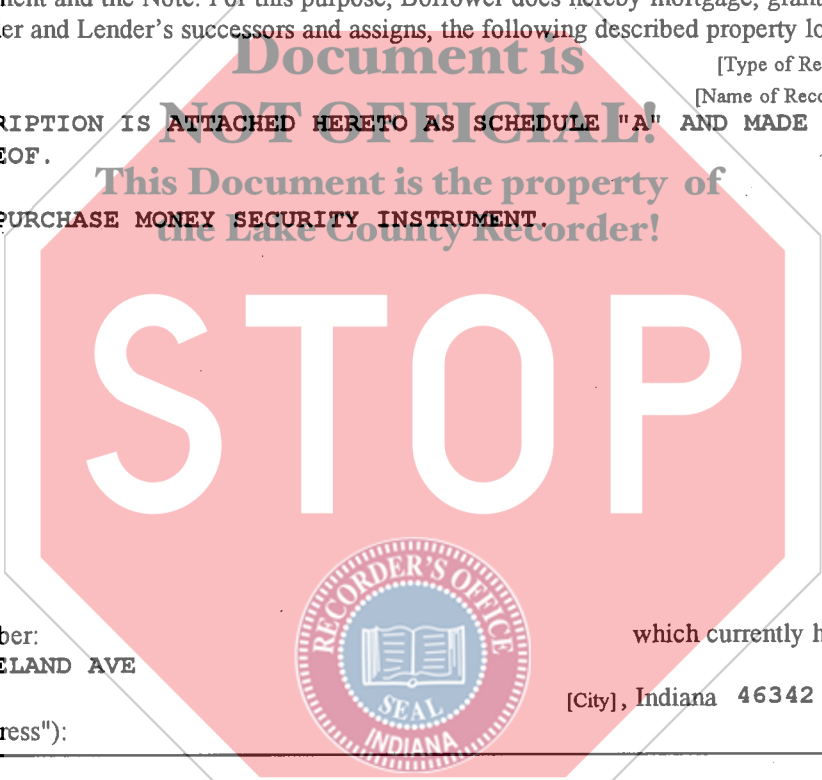 ent and the Note. For this purpose, Borrower does hereby mortgage, grant
er and Lender's successors and assigns, the following described property lo
Document is
[Type of Re
[Name of Reco
NOT OFFICIAL!
RIPTION IS ATTACHED HERETO AS SCHEDULE "A" AND MADE
EOF.
This Document is the property of
PURCHASE MONEY SECURITY INSTRUMENT.
the Lake County Recorder!
STOP
RECORDER'S OFFICE
SEAL
INDIANA
ber:
which currently h
ELAND AVE
[City], Indiana 46342
ress"):